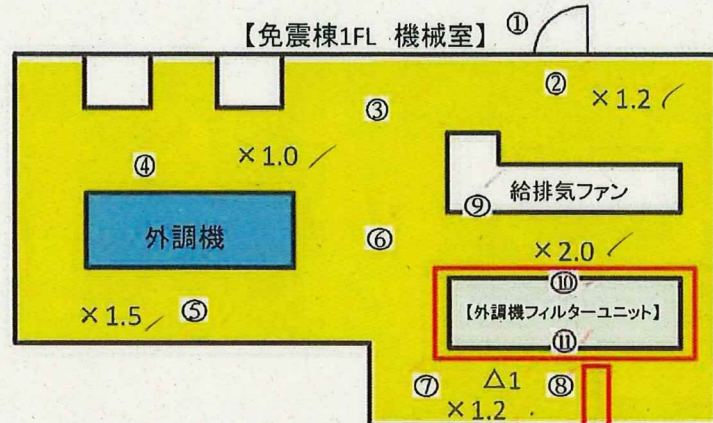 【免震棟1FL 機械室】 ①
②
×1.2
③
×1.0
④
給排気ファン
⑨
外調機
⑥
×2.0
⑩
×1.5 ⑤
【外調機フィルターユニット】
⑪
⑦ △1 ⑧
×1.2